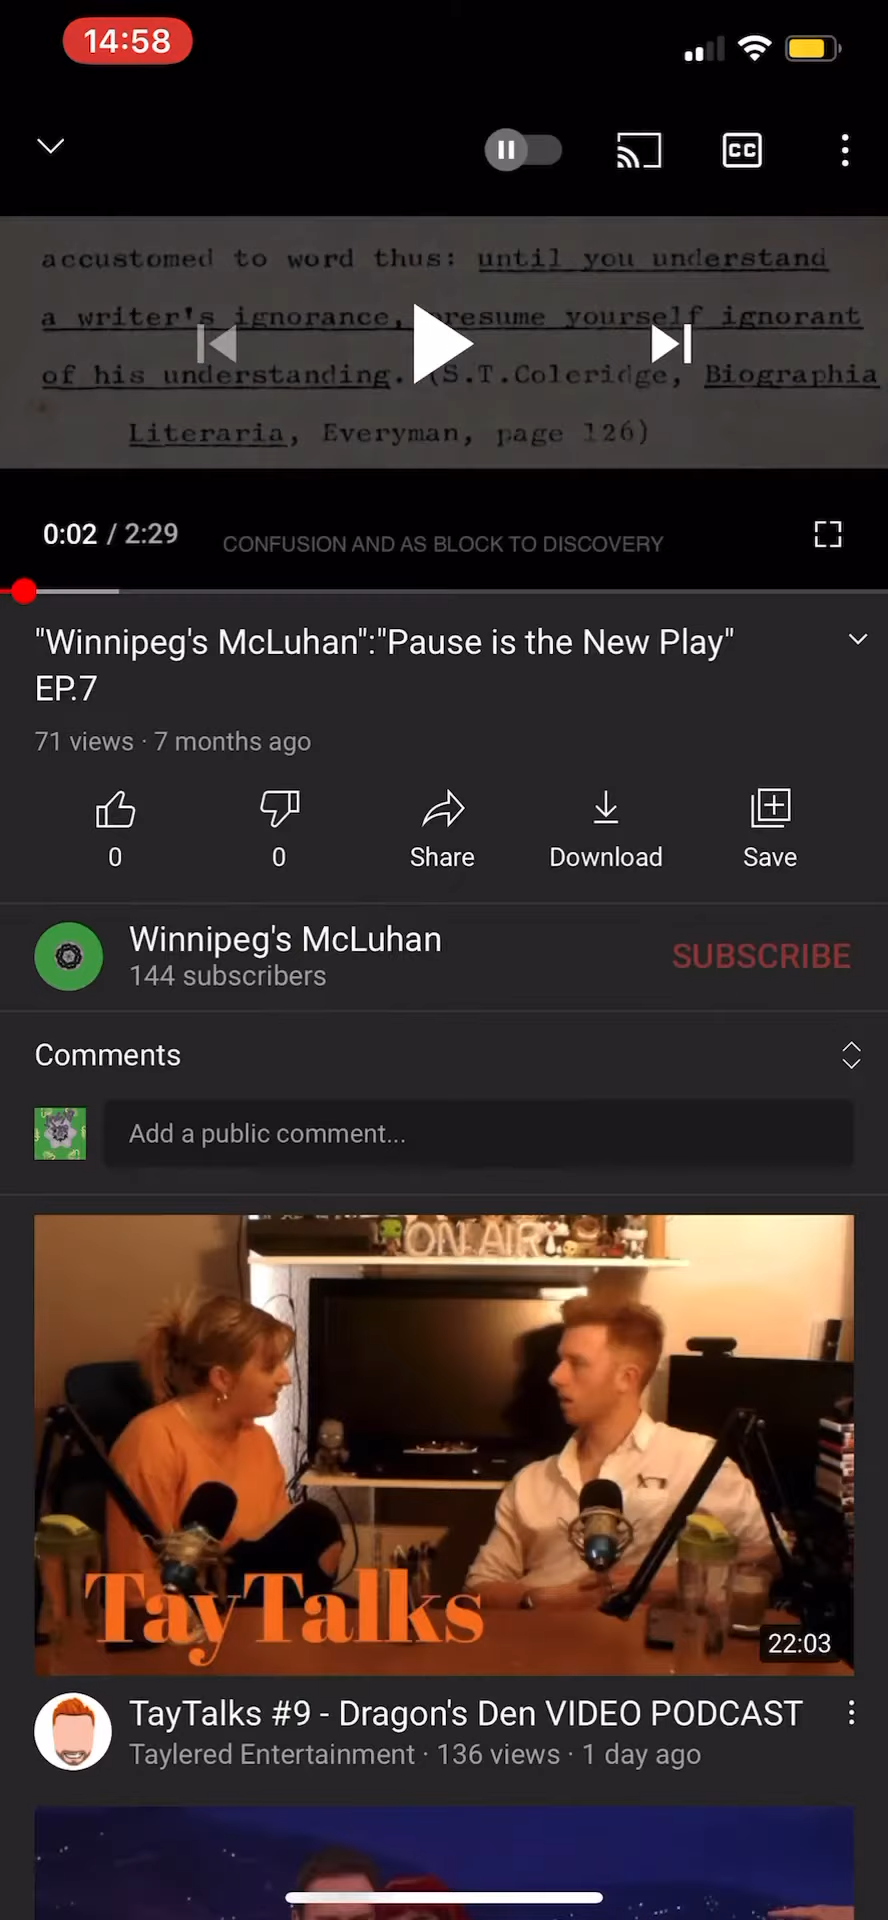 14:58
CC
accustomed to word thus: until you understand
a writer's ignorance, presume yourself ignorant
of his understanding. (S.T.Coleridge, Biographia
Literaria, Everyman, page 126)
0:02 / 2:29
CONFUSION AND AS BLOCK TO DISCOVERY
"Winnipeg's McLuhan":"Pause is the New Play"
EP.7
71 views · 7 months ago
0
0
Share
Download
Save
Winnipeg's McLuhan
144 subscribers
SUBSCRIBE
Comments
Add a public comment...
ON AIR
TayTalks
22:03
TayTalks #9 - Dragon's Den VIDEO PODCAST
Taylered Entertainment · 136 views · 1 day ago